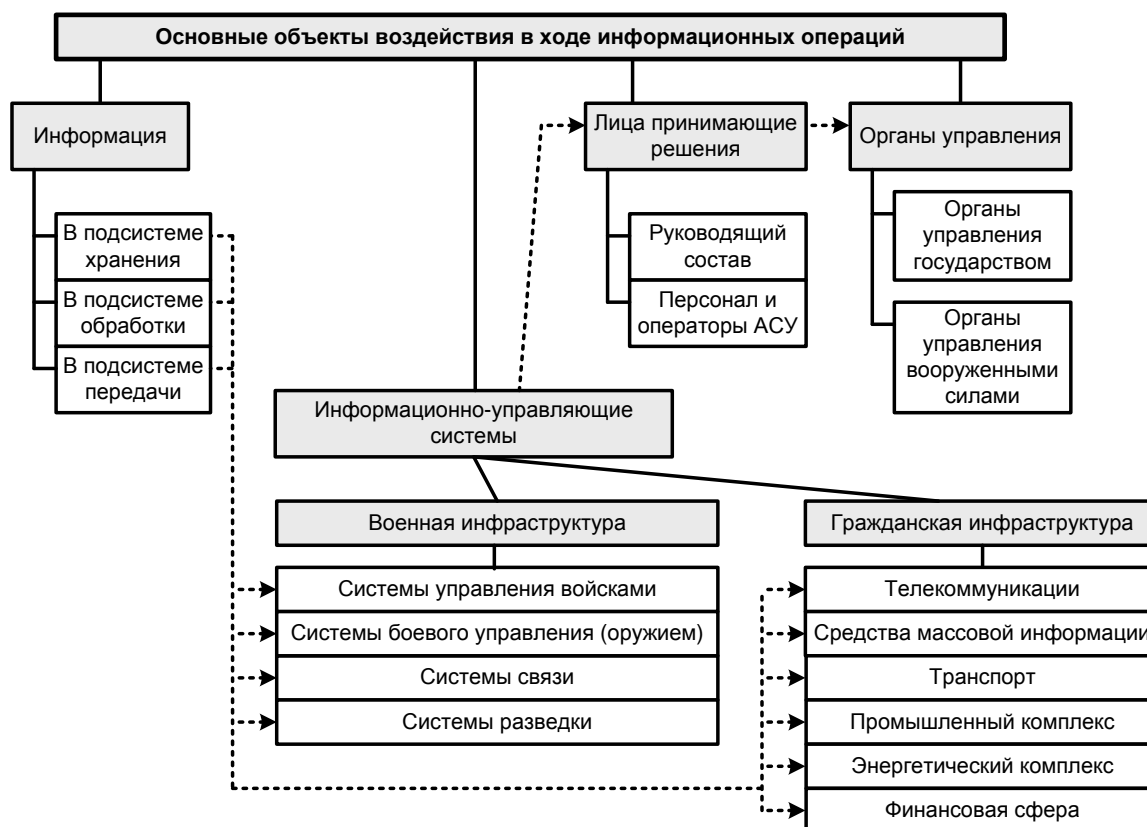 Основные объекты воздействия в ходе информационных операций
Информация
В подсистеме
хранения
В подсистеме
обработки
В подсистеме
передачи
Лица принимающие
решения
Руководящий
состав
Персонал и
операторы АСУ
Органы управления
Органы
управления
государством
Органы
управления
вооруженными
силами
Информационно-управляющие
системы
Военная инфраструктура
Системы управления войсками
Системы боевого управления (оружием)
Системы связи
Системы разведки
Гражданская инфраструктура
Телекоммуникации
Средства массовой информации
Транспорт
Промышленный комплекс
Энергетический комплекс
Финансовая сфера